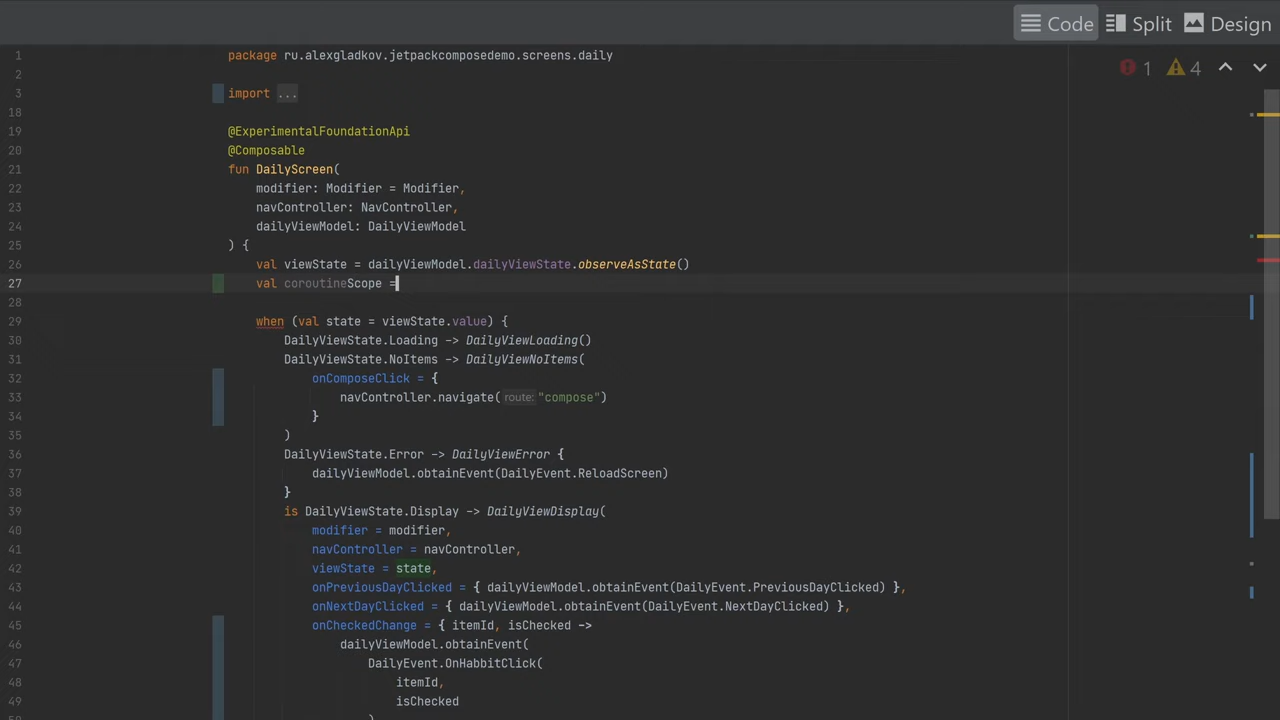 Code Split Design
1 package ru.alexgladkov.jetpackcomposedemo.screens.daily
1 4
2
3 import ...
18
19 @ExperimentalFoundationApi
20 @Composable
21 fun DailyScreen(
22 modifier: Modifier = Modifier,
23 navController: NavController,
24 dailyViewModel: DailyViewModel
25 ) {
26 val viewState = dailyViewModel.dailyViewState.observeAsState()
27 val coroutineScope =
28
29 when (val state = viewState.value) {
30 DailyViewState.Loading -> DailyViewLoading()
31 DailyViewState.NoItems -> DailyViewNoItems(
32 onComposeClick = {
33 navController.navigate( route: "compose")
34 }
35 )
36 DailyViewState.Error -> DailyViewError {
37 dailyViewModel.obtainEvent(DailyEvent.ReloadScreen)
38 }
39 is DailyViewState.Display -> DailyViewDisplay(
40 modifier = modifier,
41 navController = navController,
42 viewState = state,
43 onPreviousDayClicked = { dailyViewModel.obtainEvent(DailyEvent.PreviousDayClicked) },
44 onNextDayClicked = { dailyViewModel.obtainEvent(DailyEvent.NextDayClicked) },
45 onCheckedChange = { itemId, isChecked ->
46 dailyViewModel.obtainEvent(
47 DailyEvent.OnHabbitClick(
48 itemId,
49 isChecked